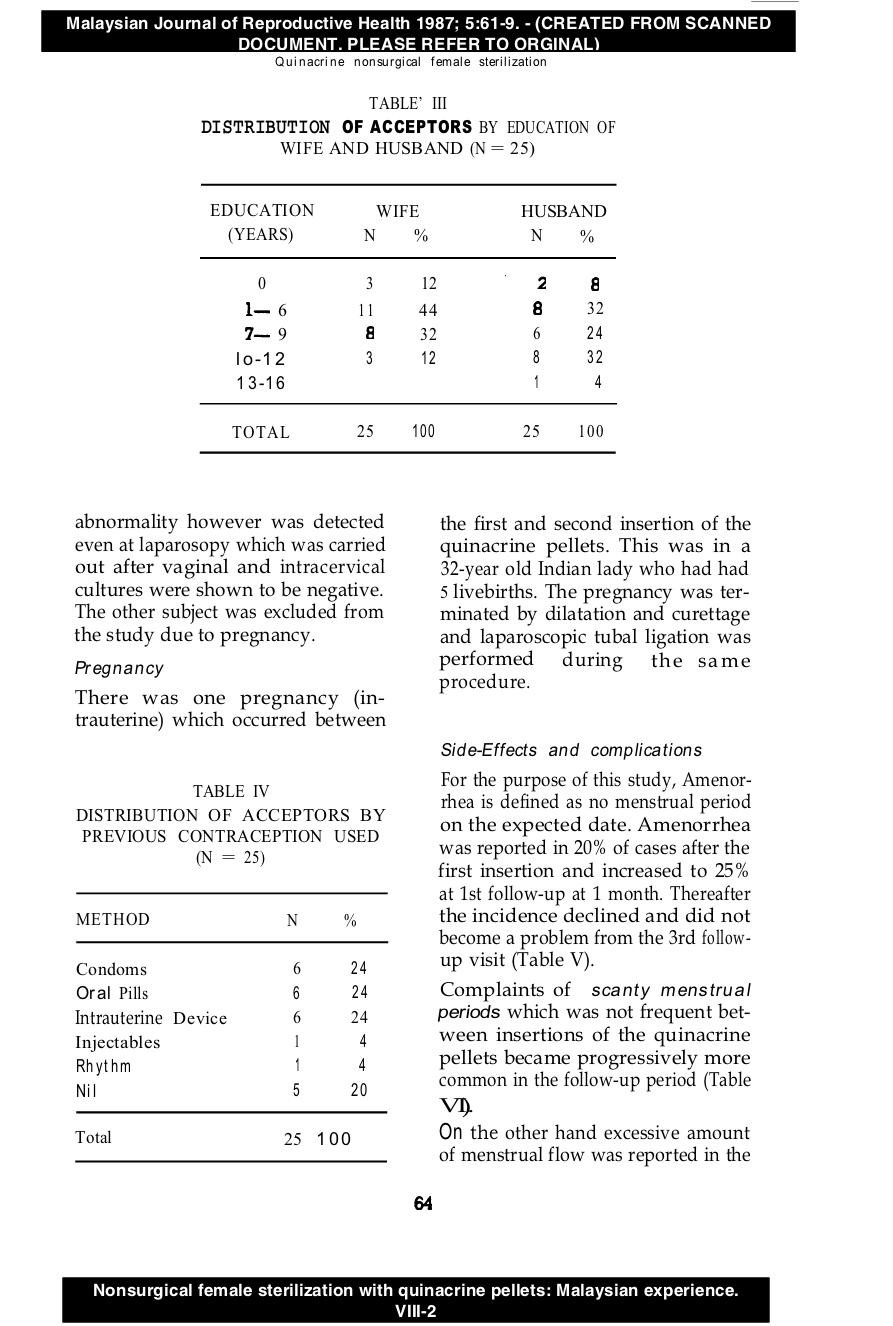 Malaysian Journal of Reproductive Health 1987; 5:61-9. - (CREATED FROM SCANNED
DOCUMENT. PLEASE REFER TO ORGINAL)
Quinacrine nonsurgical female sterilization
TABLE' III
DISTRIBUTION OF ACCEPTORS BY EDUCATION OF
WIFE AND HUSBAND (N = 25)
EDUCATION WIFE HUSBAND
(YEARS) N % N %
0 3 12 2 8
1— 6 11 44 8 32
7— 9 8 32 6 24
lo-12 3 12 8 32
13-16 1 4
TOTAL 25 100 25 100
abnormality however was detected
even at laparosopy which was carried
out after vaginal and intracervical
cultures were shown to be negative.
The other subject was excluded from
the study due to pregnancy.
Pregnancy
There was one pregnancy (in-
trauterine) which occurred between
TABLE IV
DISTRIBUTION OF ACCEPTORS BY
PREVIOUS CONTRACEPTION USED
(N = 25)
METHOD N %
Condoms 6 24
Oral Pills 6 24
Intrauterine Device 6 24
Injectables 1 4
Rhythm 1 4
Nil 5 20
Total 25 100
the first and second insertion of the
quinacrine pellets. This was in a
32-year old Indian lady who had had
5 livebirths. The pregnancy was ter-
minated by dilatation and curettage
and laparoscopic tubal ligation was
performed during the same
procedure.
Side-Effects and complications
For the purpose of this study, Amenor-
rhea is defined as no menstrual period
on the expected date. Amenorrhea
was reported in 20% of cases after the
first insertion and increased to 25%
at 1st follow-up at 1 month. Thereafter
the incidence declined and did not
become a problem from the 3rd follow-
up visit (Table V).
Complaints of scanty menstrual
periods which was not frequent bet-
ween insertions of the quinacrine
pellets became progressively more
common in the follow-up period (Table
VI).
On the other hand excessive amount
of menstrual flow was reported in the
64
Nonsurgical female sterilization with quinacrine pellets: Malaysian experience.
VIII-2